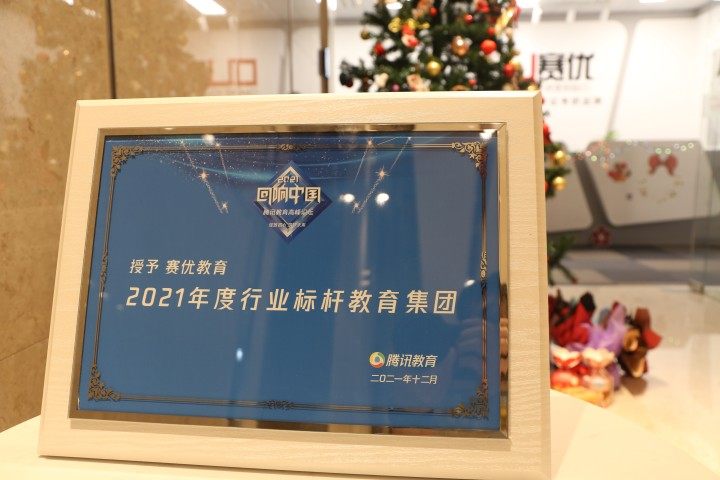 2021
回响中国
腾讯教育高峰论坛
授予 赛优教育
2021年度行业标杆教育集团
腾讯教育
二〇二一年十二月
赛优